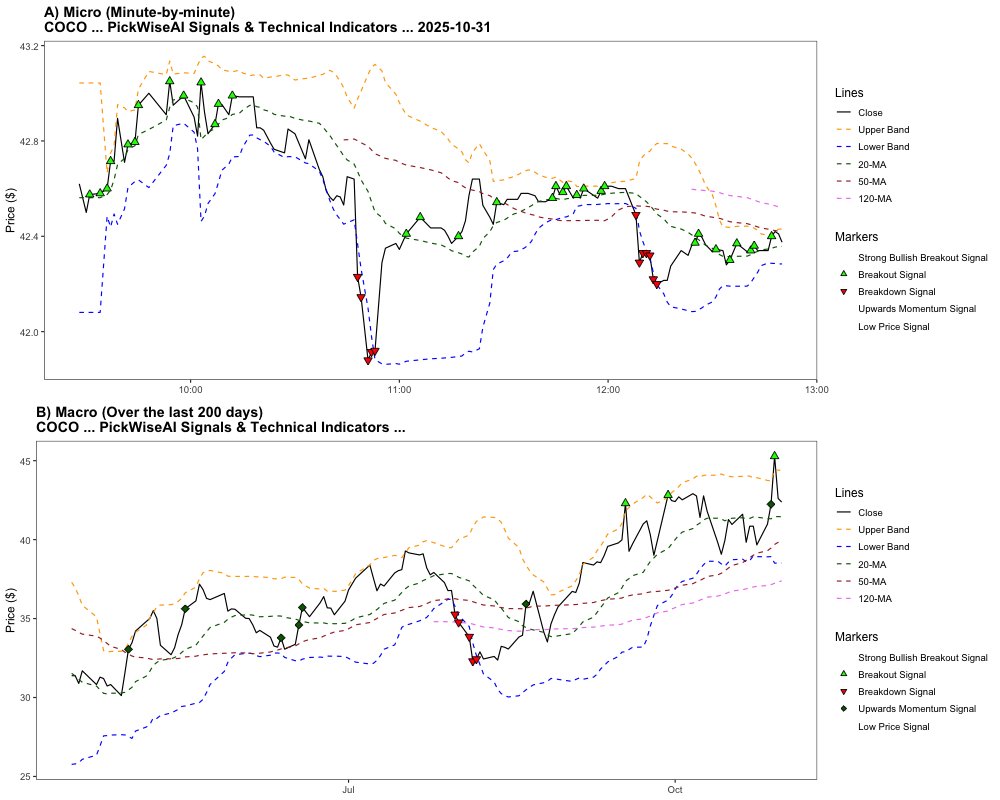 A) Micro (Minute-by-minute)
COCO ... PickWiseAI Signals & Technical Indicators ... 2025-10-31
43.2
42.8
42.4
42.0
Price ($)
10:00
11:00
12:00
13:00
Lines
Close
Upper Band
Lower Band
20-MA
50-MA
120-MA
Markers
Strong Bullish Breakout Signal
Breakout Signal
Breakdown Signal
Upwards Momentum Signal
Low Price Signal
B) Macro (Over the last 200 days)
COCO ... PickWiseAI Signals & Technical Indicators ...
45
40
35
30
25
Price ($)
Jul
Oct
Lines
Close
Upper Band
Lower Band
20-MA
50-MA
120-MA
Markers
Strong Bullish Breakout Signal
Breakout Signal
Breakdown Signal
Upwards Momentum Signal
Low Price Signal